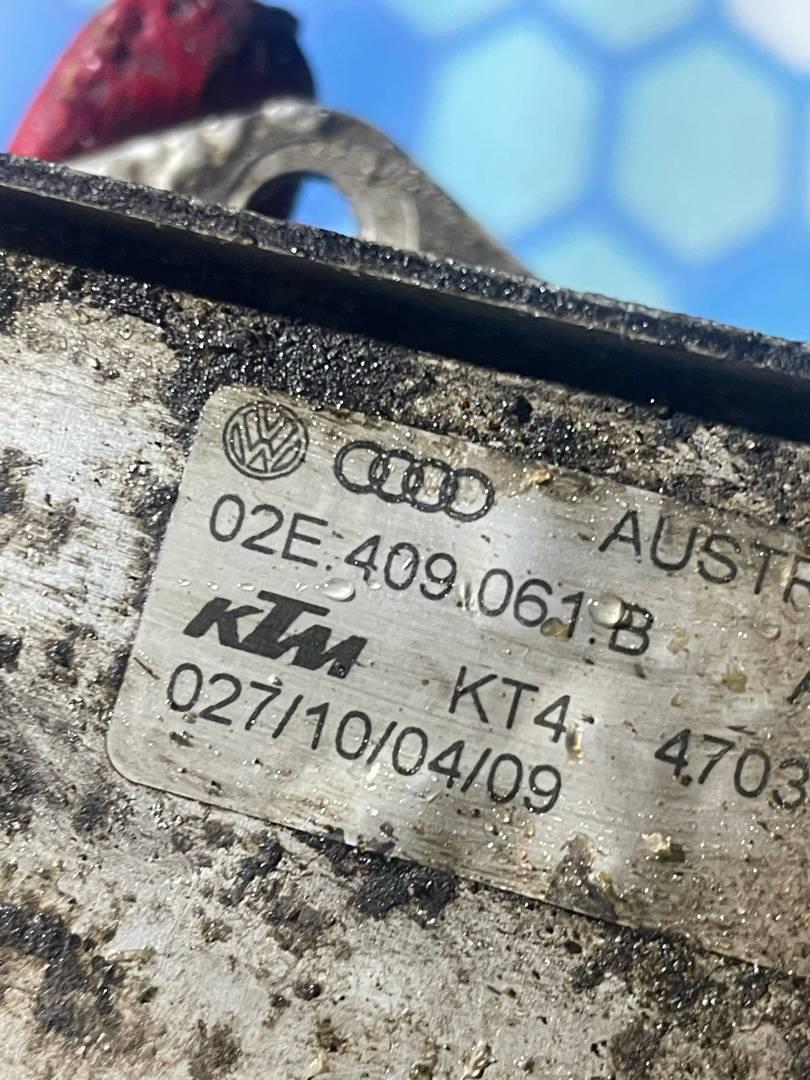 02E.409.061.B AUSTR
KTM KT4 4703
027/10/04/09